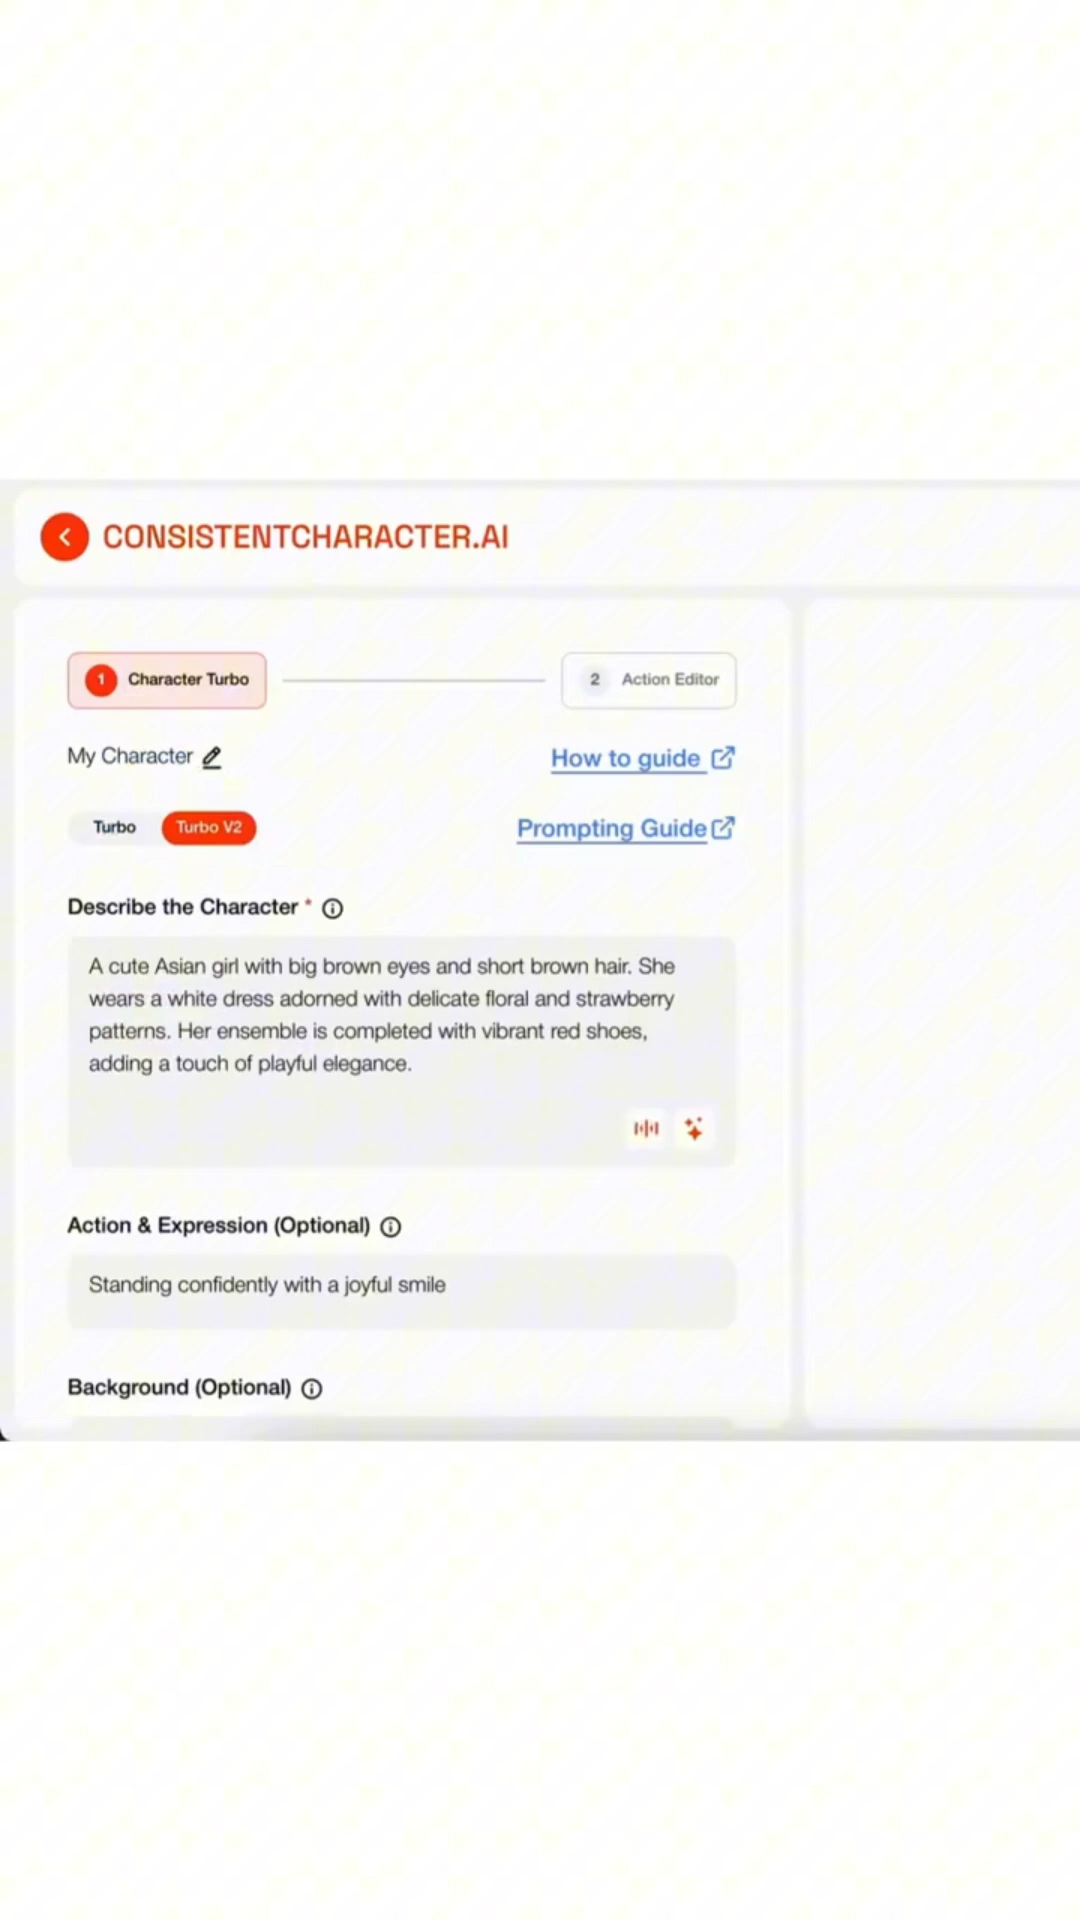 CONSISTENTCHARACTER.AI
1 Character Turbo
2 Action Editor
My Character
How to guide
Turbo
Turbo V2
Prompting Guide
Describe the Character *
A cute Asian girl with big brown eyes and short brown hair. She
wears a white dress adorned with delicate floral and strawberry
patterns. Her ensemble is completed with vibrant red shoes,
adding a touch of playful elegance.
Action & Expression (Optional)
Standing confidently with a joyful smile
Background (Optional)